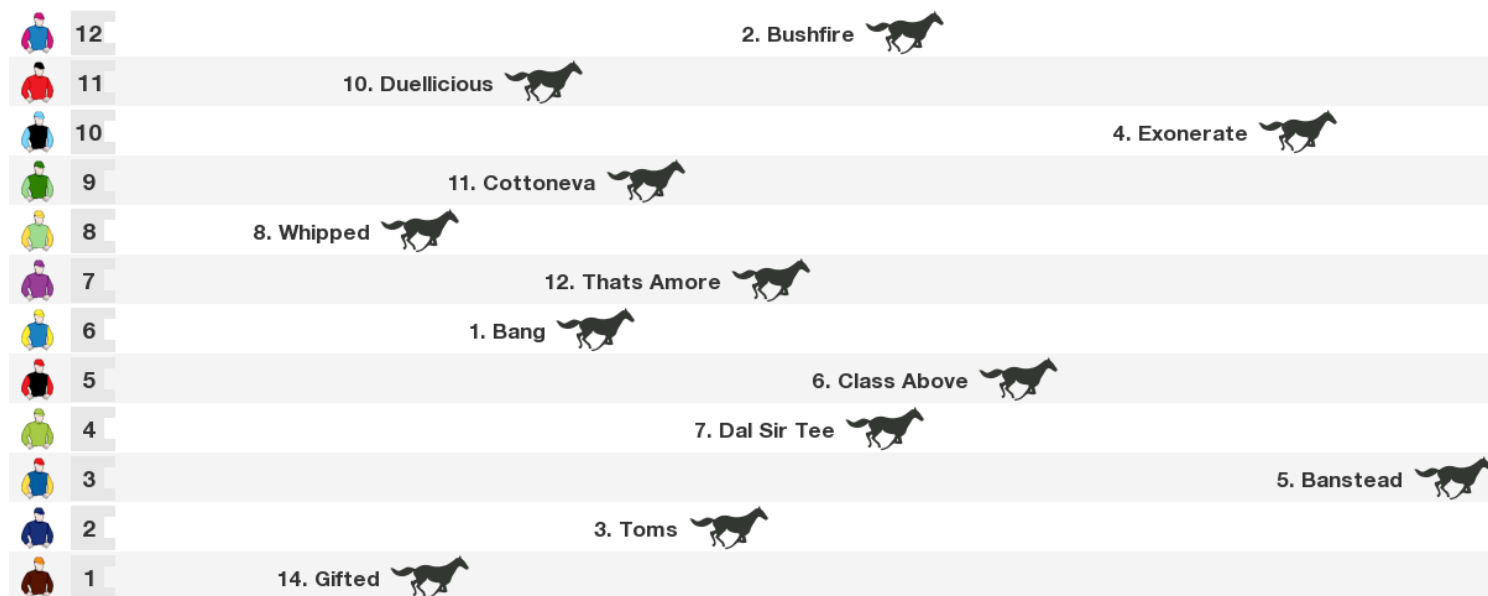 12 2. Bushfire
11 10. Duellicious
10 4. Exonerate
9 11. Cottoneva
8 8. Whipped
7 12. Thats Amore
6 1. Bang
5 6. Class Above
4 7. Dal Sir Tee
3 5. Banstead
2 3. Toms
1 14. Gifted